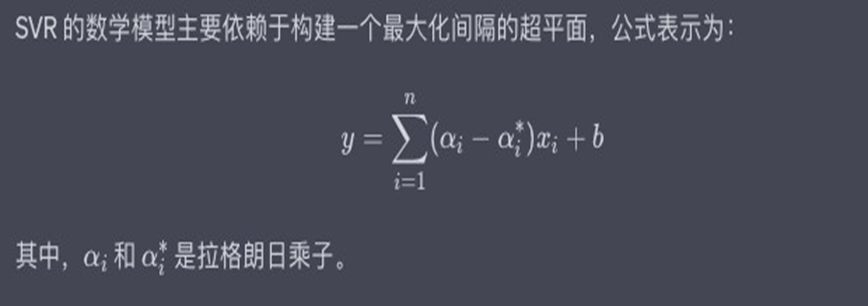 SVR 的数学模型主要依赖于构建一个最大化间隔的超平面，公式表示为：
$$y = \sum_{i=1}^{n} (\alpha_i - \alpha_i^*) x_i + b$$
其中，$\alpha_i$ 和 $\alpha_i^*$ 是拉格朗日乘子。